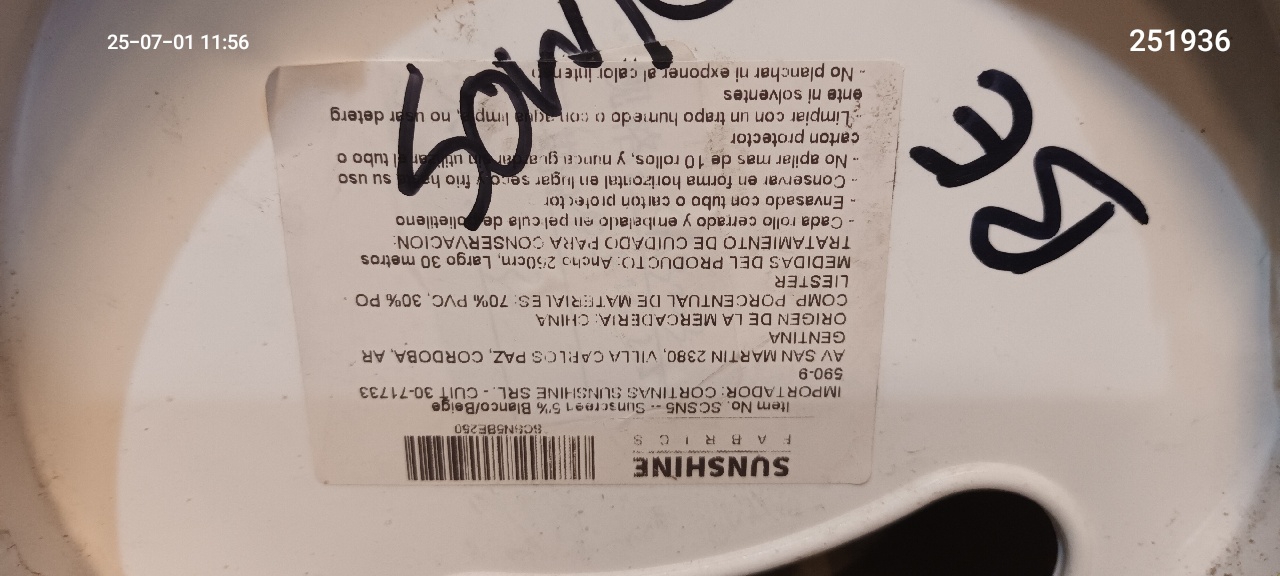 25-07-01 11:56
251936
SUNSHINE
FABRICS
SCSN5BE250
Item No. SCSN5 -- Sunscreen 5% Blanco/Beige
IMPORTADOR: CORTINAS SUNSHINE SRL. - CUIT 30-71733
590-9
AV SAN MARTIN 2380, VILLA CARLOS PAZ, CORDOBA, AR
GENTINA
ORIGEN DE LA MERCADERIA: CHINA
COMP. PORCENTUAL DE MATERIALES: 70% PVC, 30% PO
LIESTER
MEDIDAS DEL PRODUCTO: Ancho 250cm, Largo 30 metros
TRATAMIENTO DE CUIDADO PARA CONSERVACION:
- Cada rollo cerrado y embalado en pelicula de polietileno
- Envasado con tubo o carton protector
- Conservar en forma horizontal en lugar seco y frio hasta su uso
- No apilar mas de 10 rollos, y nunca guardar sin utilizar el tubo o
carton protector
- Limpiar con un trapo humedo o con agua limpia, no usar deterg
ente ni solventes
- No planchar ni exponer al calor intenso